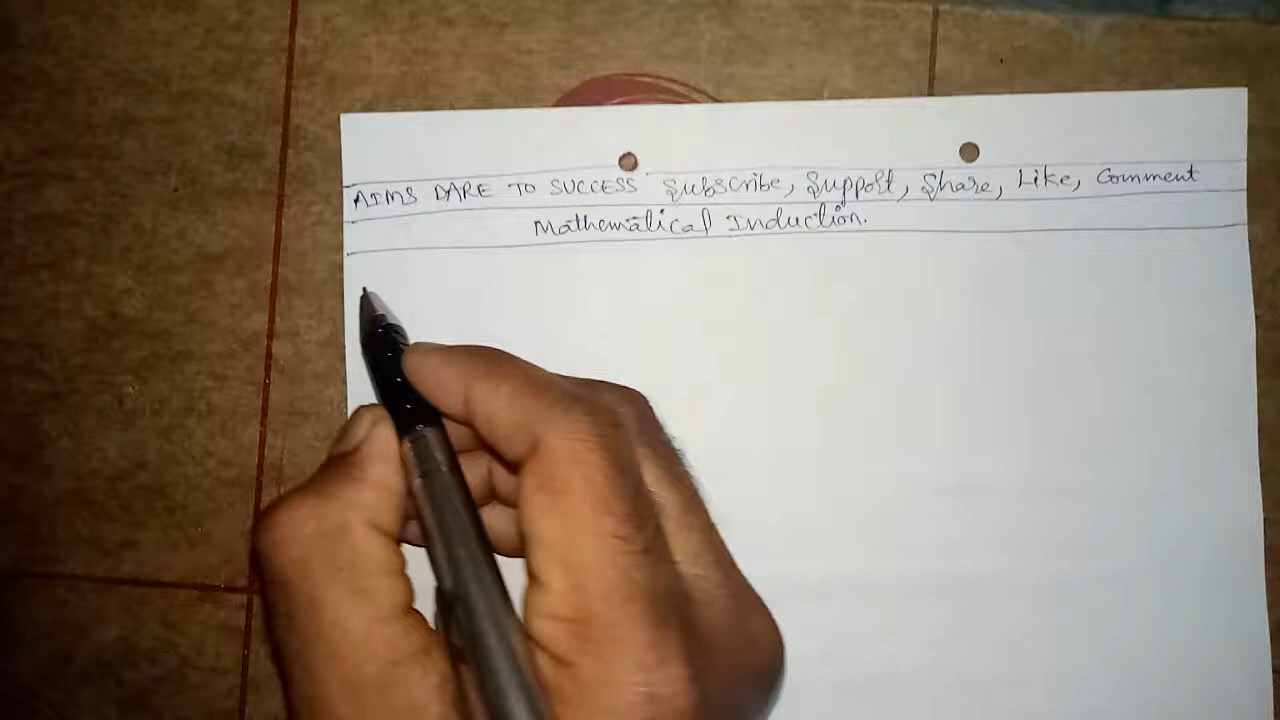 AIMS DARE TO SUCCESS Subscribe, Support, Share, Like, Comment
Mathematical Induction.